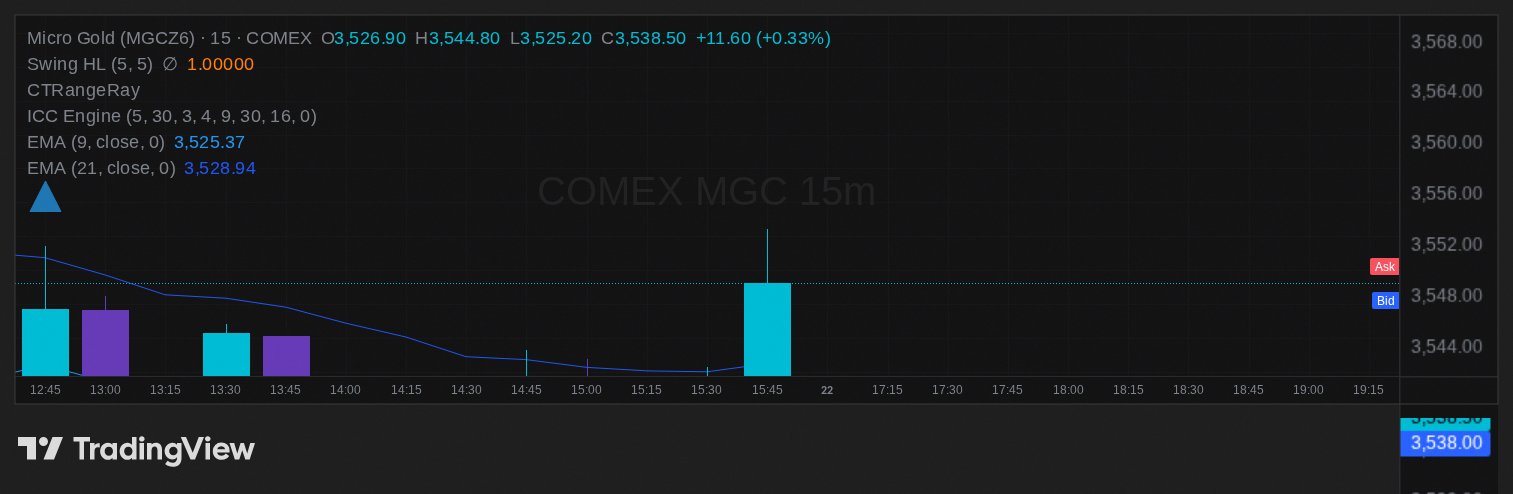 Micro Gold (MGCZ6) · 15 · COMEX O3,526.90 H3,544.80 L3,525.20 C3,538.50 +11.60 (+0.33%)
Swing HL (5, 5) ∅ 1.00000
CTRangeRay
ICC Engine (5, 30, 3, 4, 9, 30, 16, 0)
EMA (9, close, 0) 3,525.37
EMA (21, close, 0) 3,528.94
COMEX MGC 15m
3,568.00
3,564.00
3,560.00
3,556.00
3,552.00
Ask
3,548.00
Bid
3,544.00
12:45 13:00 13:15 13:30 13:45 14:00 14:15 14:30 14:45 15:00 15:15 15:30 15:45 22 17:15 17:30 17:45 18:00 18:15 18:30 18:45 19:00 19:15
3,538.50
3,538.00
TradingView